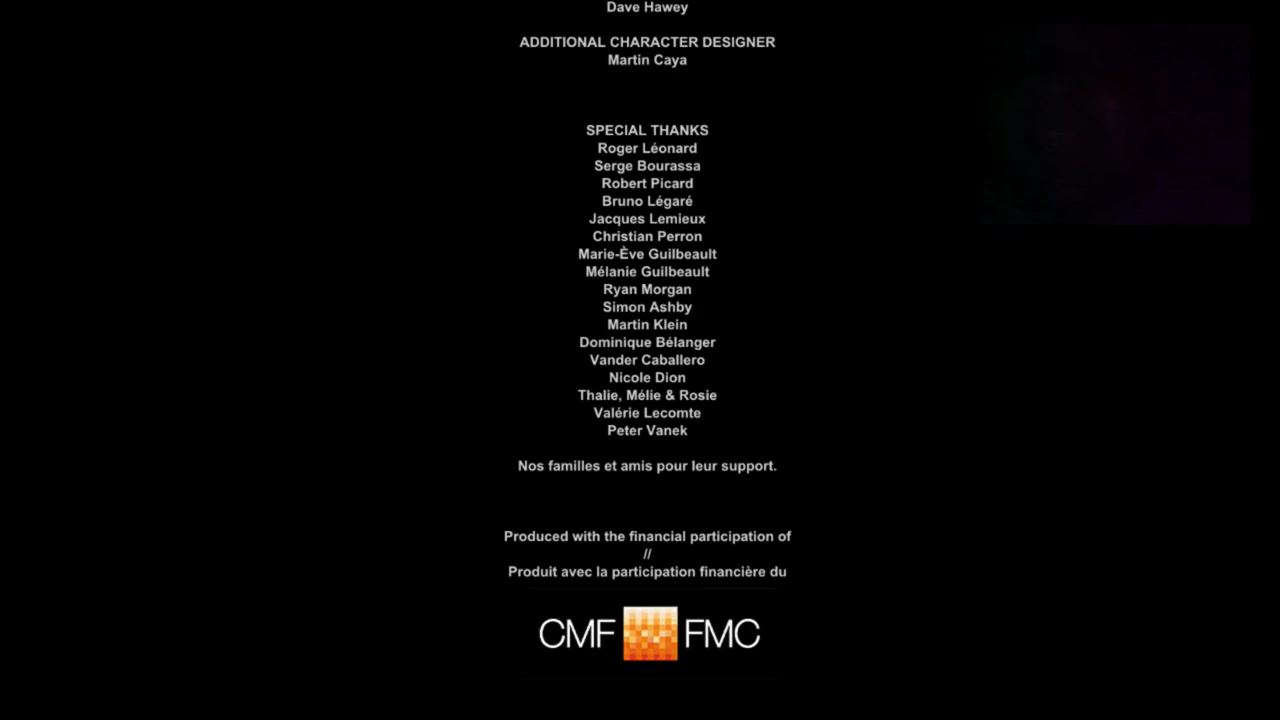 Dave Hawey
ADDITIONAL CHARACTER DESIGNER
Martin Caya
SPECIAL THANKS
Roger Léonard
Serge Bourassa
Robert Picard
Bruno Légaré
Jacques Lemieux
Christian Perron
Marie-Ève Guilbeault
Mélanie Guilbeault
Ryan Morgan
Simon Ashby
Martin Klein
Dominique Bélanger
Vander Caballero
Nicole Dion
Thalie, Mélie & Rosie
Valérie Lecomte
Peter Vanek
Nos familles et amis pour leur support.
Produced with the financial participation of
//
Produit avec la participation financière du
CMF FMC